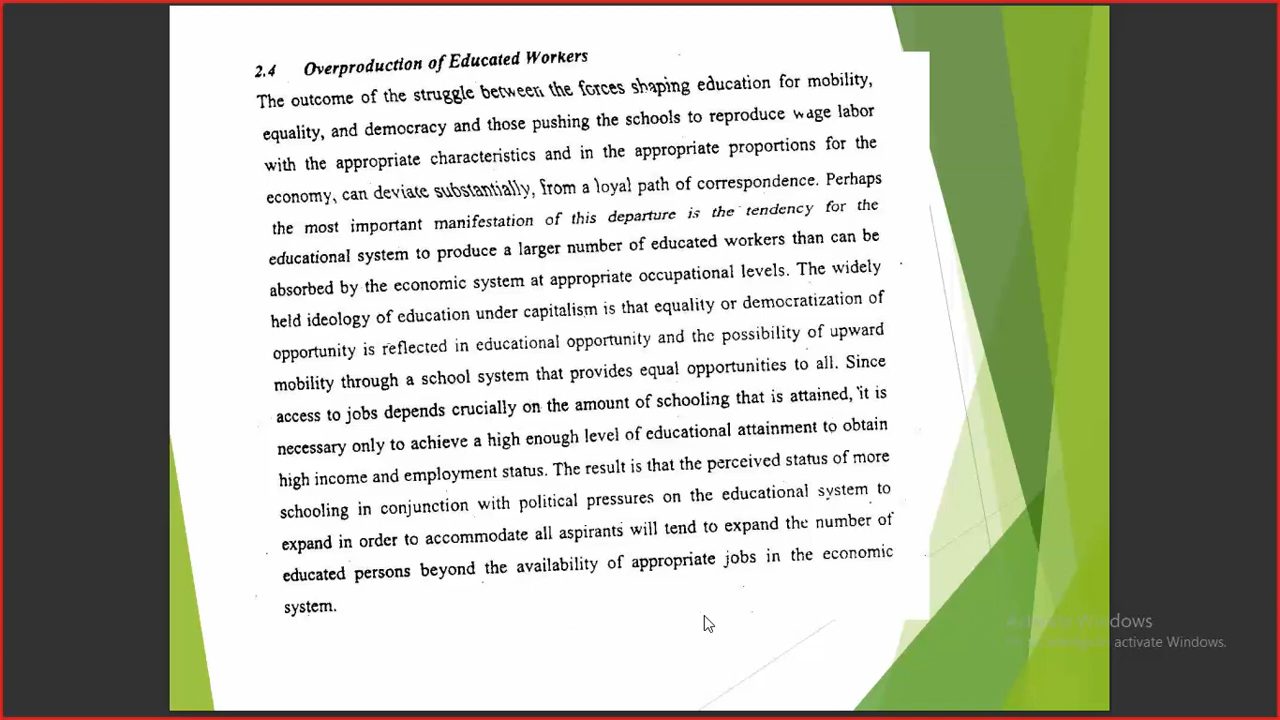 2.4 Overproduction of Educated Workers
The outcome of the struggle between the forces shaping education for mobility,
equality, and democracy and those pushing the schools to reproduce wage labor
with the appropriate characteristics and in the appropriate proportions for the
economy, can deviate substantially, from a loyal path of correspondence. Perhaps
the most important manifestation of this departure is the tendency for the
educational system to produce a larger number of educated workers than can be
absorbed by the economic system at appropriate occupational levels. The widely
held ideology of education under capitalism is that equality or democratization of
opportunity is reflected in educational opportunity and the possibility of upward
mobility through a school system that provides equal opportunities to all. Since
access to jobs depends crucially on the amount of schooling that is attained, it is
necessary only to achieve a high enough level of educational attainment to obtain
high income and employment status. The result is that the perceived status of more
schooling in conjunction with political pressures on the educational system to
expand in order to accommodate all aspirants will tend to expand the number of
educated persons beyond the availability of appropriate jobs in the economic
system.
Activate Windows
activate Windows.